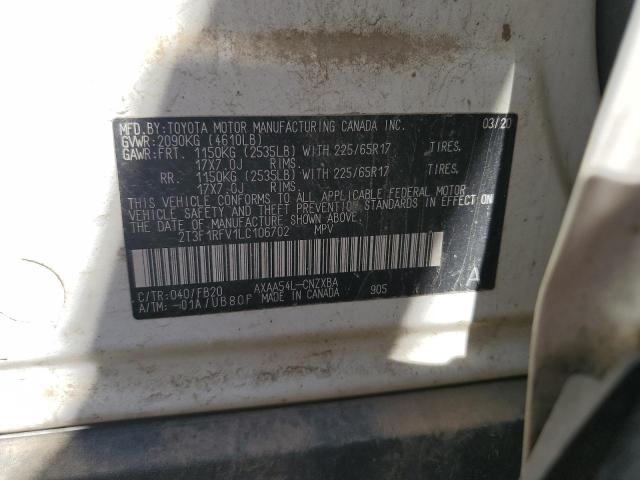 MFD.BY:TOYOTA MOTOR MANUFACTURING CANADA INC. 03/20
GVWR:2090KG (4610LB)
GAWR:FRT. 1150KG (2535LB) WITH 225/65R17 TIRES.
17X7.0J RIMS.
RR. 1150KG (2535LB) WITH 225/65R17 TIRES.
17X7.0J RIMS.
THIS VEHICLE CONFORMS TO ALL APPLICABLE FEDERAL MOTOR
VEHICLE SAFETY STANDARDS IN EFFECT ON THE DATE OF
MANUFACTURE SHOWN ABOVE.
2T3F1RFV1LC106702 MPV
C/TR:040/FB20 AXAA54L-CNZXBA 905
A/TM:-01A/UB80F MADE IN CANADA
A